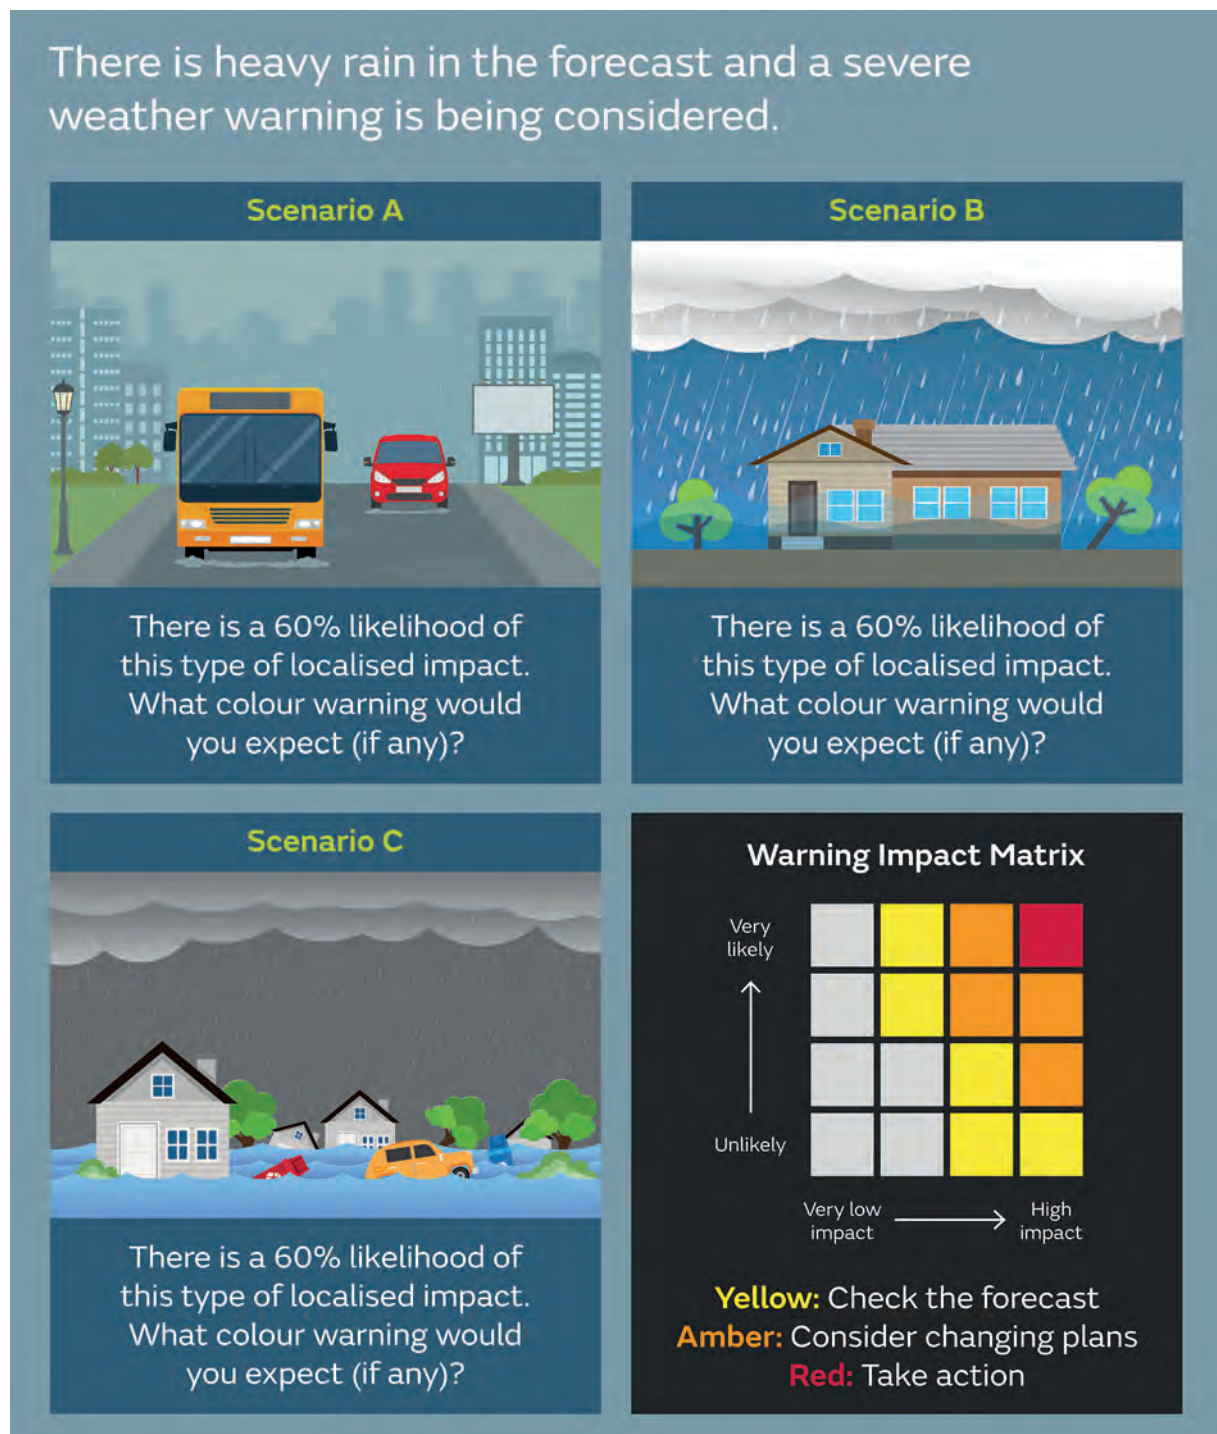 There is heavy rain in the forecast and a severe
weather warning is being considered.
Scenario A
There is a 60% likelihood of
this type of localised impact.
What colour warning would
you expect (if any)?
Scenario B
There is a 60% likelihood of
this type of localised impact.
What colour warning would
you expect (if any)?
Scenario C
There is a 60% likelihood of
this type of localised impact.
What colour warning would
you expect (if any)?
Warning Impact Matrix
Very
likely
Unlikely
Very low
impact
High
impact
Yellow: Check the forecast
Amber: Consider changing plans
Red: Take action